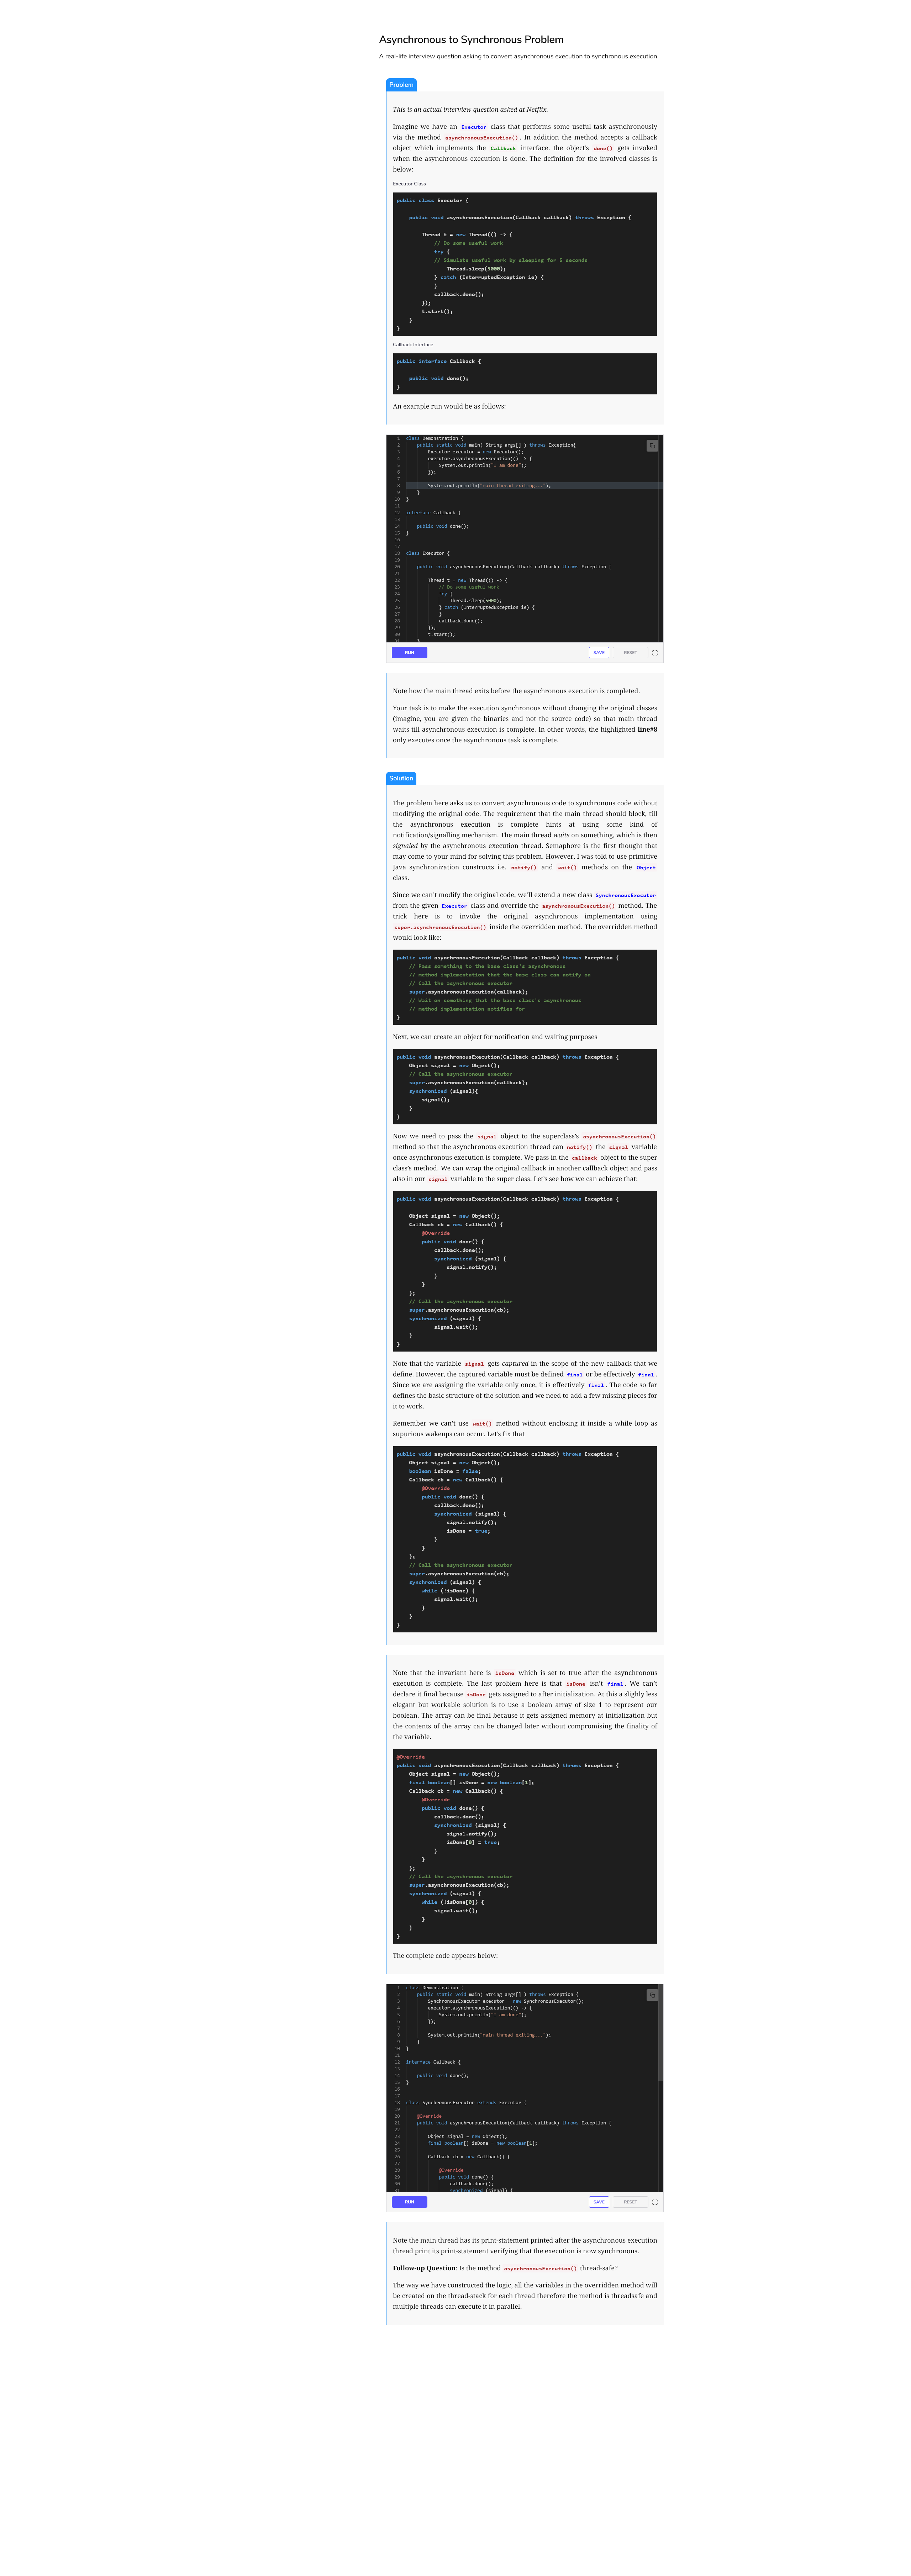 Asynchronous to Synchronous Problem
A real-life interview question asking to convert asynchronous execution to synchronous execution.
Problem
This is an actual interview question asked at Netflix.
Imagine we have an Executor class that performs some useful task asynchronously
via the method asynchronousExecution(). In addition the method accepts a callback
object which implements the Callback interface. the object's done() gets invoked
when the asynchronous execution is done. The definition for the involved classes is
below:
Executor Class
public class Executor {
public void asynchronousExecution(Callback callback) throws Exception {
Thread t = new Thread(() -> {
// Do some useful work
try {
// Simulate useful work by sleeping for 5 seconds
Thread.sleep(5000);
} catch (InterruptedException ie) {
}
callback.done();
});
t.start();
}
}
Callback Interface
public interface Callback {
public void done();
}
An example run would be as follows:
1 class Demonstration {
2 public static void main( String args[] ) throws Exception{
3 Executor executor = new Executor();
4 executor.asynchronousExecution(() -> {
5 System.out.println("I am done");
6 });
7
8 System.out.println("main thread exiting...");
9 }
10 }
11
12 interface Callback {
13
14 public void done();
15 }
16
17
18 class Executor {
19
20 public void asynchronousExecution(Callback callback) throws Exception {
21
22 Thread t = new Thread(() -> {
23 // Do some useful work
24 try {
25 Thread.sleep(5000);
26 } catch (InterruptedException ie) {
27 }
28 callback.done();
29 });
30 t.start();
31 }
RUN
SAVE
RESET
Note how the main thread exits before the asynchronous execution is completed.
Your task is to make the execution synchronous without changing the original classes
(imagine, you are given the binaries and not the source code) so that main thread
waits till asynchronous execution is complete. In other words, the highlighted line#8
only executes once the asynchronous task is complete.
Solution
The problem here asks us to convert asynchronous code to synchronous code without
modifying the original code. The requirement that the main thread should block, till
the asynchronous execution is complete hints at using some kind of
notification/signalling mechanism. The main thread waits on something, which is then
signaled by the asynchronous execution thread. Semaphore is the first thought that
may come to your mind for solving this problem. However, I was told to use primitive
Java synchronization constructs i.e. notify() and wait() methods on the Object
class.
Since we can't modify the original code, we'll extend a new class SynchronousExecutor
from the given Executor class and override the asynchronousExecution() method. The
trick here is to invoke the original asynchronous implementation using
super.asynchronousExecution() inside the overridden method. The overridden method
would look like:
public void asynchronousExecution(Callback callback) throws Exception {
// Pass something to the base class's asynchronous
// method implementation that the base class can notify on
// Call the asynchronous executor
super.asynchronousExecution(callback);
// Wait on something that the base class's asynchronous
// method implementation notifies for
}
Next, we can create an object for notification and waiting purposes
public void asynchronousExecution(Callback callback) throws Exception {
Object signal = new Object();
// Call the asynchronous executor
super.asynchronousExecution(callback);
synchronized (signal){
signal();
}
}
Now we need to pass the signal object to the superclass's asynchronousExecution()
method so that the asynchronous execution thread can notify() the signal variable
once asynchronous execution is complete. We pass in the callback object to the super
class's method. We can wrap the original callback in another callback object and pass
also in our signal variable to the super class. Let's see how we can achieve that:
public void asynchronousExecution(Callback callback) throws Exception {
Object signal = new Object();
Callback cb = new Callback() {
@Override
public void done() {
callback.done();
synchronized (signal) {
signal.notify();
}
}
};
// Call the asynchronous executor
super.asynchronousExecution(cb);
synchronized (signal) {
signal.wait();
}
}
Note that the variable signal gets captured in the scope of the new callback that we
define. However, the captured variable must be defined final or be effectively final.
Since we are assigning the variable only once, it is effectively final. The code so far
defines the basic structure of the solution and we need to add a few missing pieces for
it to work.
Remember we can't use wait() method without enclosing it inside a while loop as
supurious wakeups can occur. Let's fix that
public void asynchronousExecution(Callback callback) throws Exception {
Object signal = new Object();
boolean isDone = false;
Callback cb = new Callback() {
@Override
public void done() {
callback.done();
synchronized (signal) {
signal.notify();
isDone = true;
}
}
};
// Call the asynchronous executor
super.asynchronousExecution(cb);
synchronized (signal) {
while (!isDone) {
signal.wait();
}
}
}
Note that the invariant here is isDone which is set to true after the asynchronous
execution is complete. The last problem here is that isDone isn't final. We can't
declare it final because isDone gets assigned to after initialization. At this a slighly less
elegant but workable solution is to use a boolean array of size 1 to represent our
boolean. The array can be final because it gets assigned memory at initialization but
the contents of the array can be changed later without compromising the finality of
the variable.
@Override
public void asynchronousExecution(Callback callback) throws Exception {
Object signal = new Object();
final boolean[] isDone = new boolean[1];
Callback cb = new Callback() {
@Override
public void done() {
callback.done();
synchronized (signal) {
signal.notify();
isDone[0] = true;
}
}
};
// Call the asynchronous executor
super.asynchronousExecution(cb);
synchronized (signal) {
while (!isDone[0]) {
signal.wait();
}
}
}
The complete code appears below:
1 class Demonstration {
2 public static void main( String args[] ) throws Exception {
3 SynchronousExecutor executor = new SynchronousExecutor();
4 executor.asynchronousExecution(() -> {
5 System.out.println("I am done");
6 });
7
8 System.out.println("main thread exiting...");
9 }
10 }
11
12 interface Callback {
13
14 public void done();
15 }
16
17
18 class SynchronousExecutor extends Executor {
19
20 @Override
21 public void asynchronousExecution(Callback callback) throws Exception {
22
23 Object signal = new Object();
24 final boolean[] isDone = new boolean[1];
25
26 Callback cb = new Callback() {
27
28 @Override
29 public void done() {
30 callback.done();
31 synchronized (signal) {
RUN
SAVE
RESET
Note the main thread has its print-statement printed after the asynchronous execution
thread print its print-statement verifying that the execution is now synchronous.
Follow-up Question: Is the method asynchronousExecution() thread-safe?
The way we have constructed the logic, all the variables in the overridden method will
be created on the thread-stack for each thread therefore the method is threadsafe and
multiple threads can execute it in parallel.